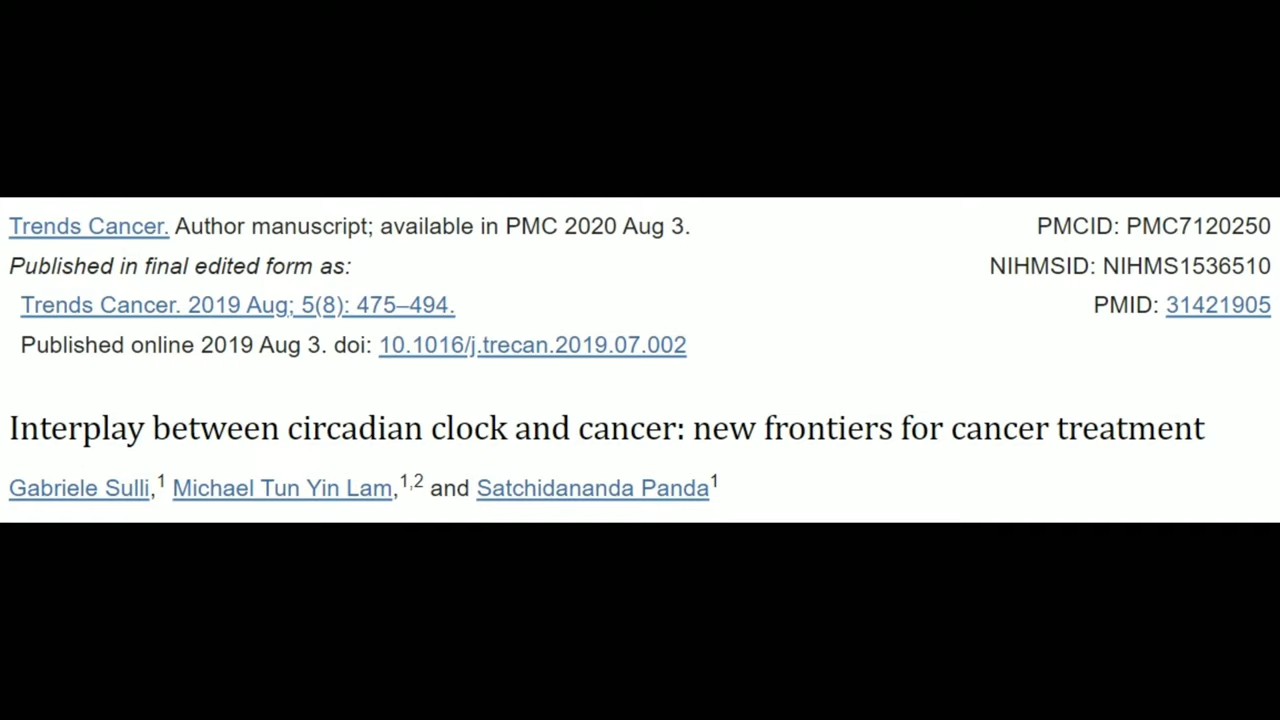 Trends Cancer. Author manuscript; available in PMC 2020 Aug 3. PMCID: PMC7120250
Published in final edited form as: NIHMSID: NIHMS1536510
Trends Cancer. 2019 Aug; 5(8): 475–494. PMID: 31421905
Published online 2019 Aug 3. doi: 10.1016/j.trecan.2019.07.002
Interplay between circadian clock and cancer: new frontiers for cancer treatment
Gabriele Sulli,1 Michael Tun Yin Lam,1,2 and Satchidananda Panda1